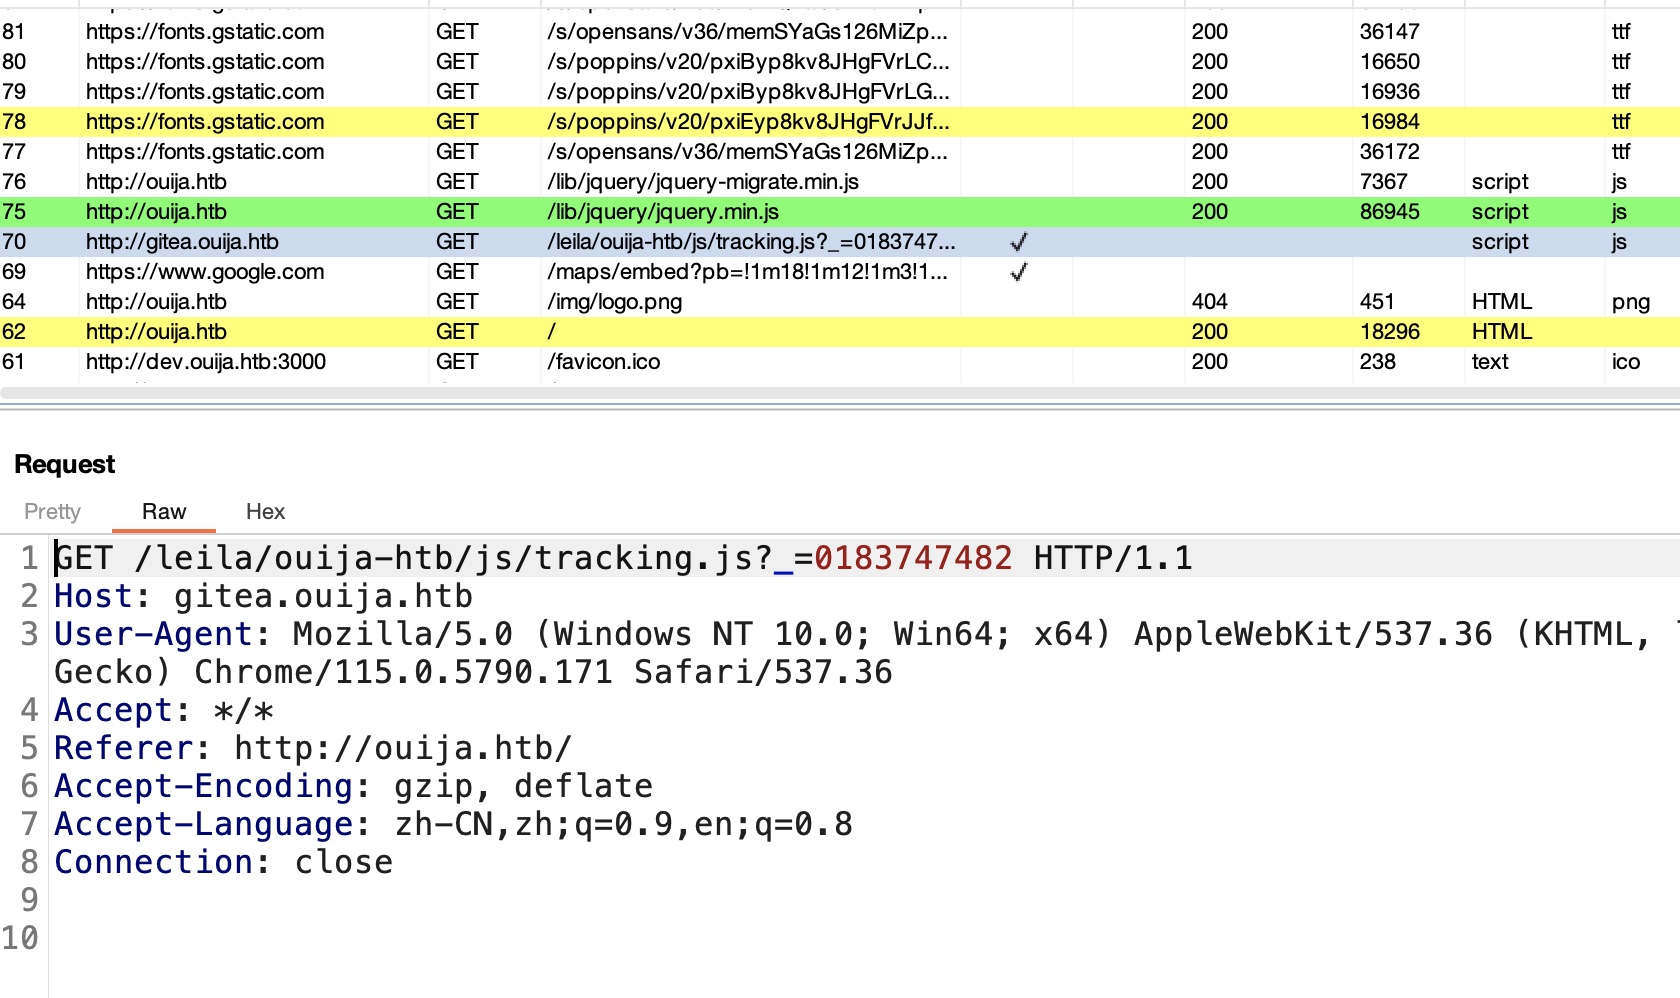 81 https://fonts.gstatic.com GET /s/opensans/v36/memSYaGs126MiZp... 200 36147 ttf
80 https://fonts.gstatic.com GET /s/poppins/v20/pxiByp8kv8JHgFVrLC... 200 16650 ttf
79 https://fonts.gstatic.com GET /s/poppins/v20/pxiByp8kv8JHgFVrLG... 200 16936 ttf
78 https://fonts.gstatic.com GET /s/poppins/v20/pxiEyp8kv8JHgFVrJJf... 200 16984 ttf
77 https://fonts.gstatic.com GET /s/opensans/v36/memSYaGs126MiZp... 200 36172 ttf
76 http://ouija.htb GET /lib/jquery/jquery-migrate.min.js 200 7367 script js
75 http://ouija.htb GET /lib/jquery/jquery.min.js 200 86945 script js
70 http://gitea.ouija.htb GET /leila/ouija-htb/js/tracking.js?_=0183747... ✓ script js
69 https://www.google.com GET /maps/embed?pb=!1m18!1m12!1m3!1... ✓
64 http://ouija.htb GET /img/logo.png 404 451 HTML png
62 http://ouija.htb GET / 200 18296 HTML
61 http://dev.ouija.htb:3000 GET /favicon.ico 200 238 text ico
Request
Pretty Raw Hex
1 GET /leila/ouija-htb/js/tracking.js?_=0183747482 HTTP/1.1
2 Host: gitea.ouija.htb
3 User-Agent: Mozilla/5.0 (Windows NT 10.0; Win64; x64) AppleWebKit/537.36 (KHTML,
Gecko) Chrome/115.0.5790.171 Safari/537.36
4 Accept: */*
5 Referer: http://ouija.htb/
6 Accept-Encoding: gzip, deflate
7 Accept-Language: zh-CN,zh;q=0.9,en;q=0.8
8 Connection: close
9
10